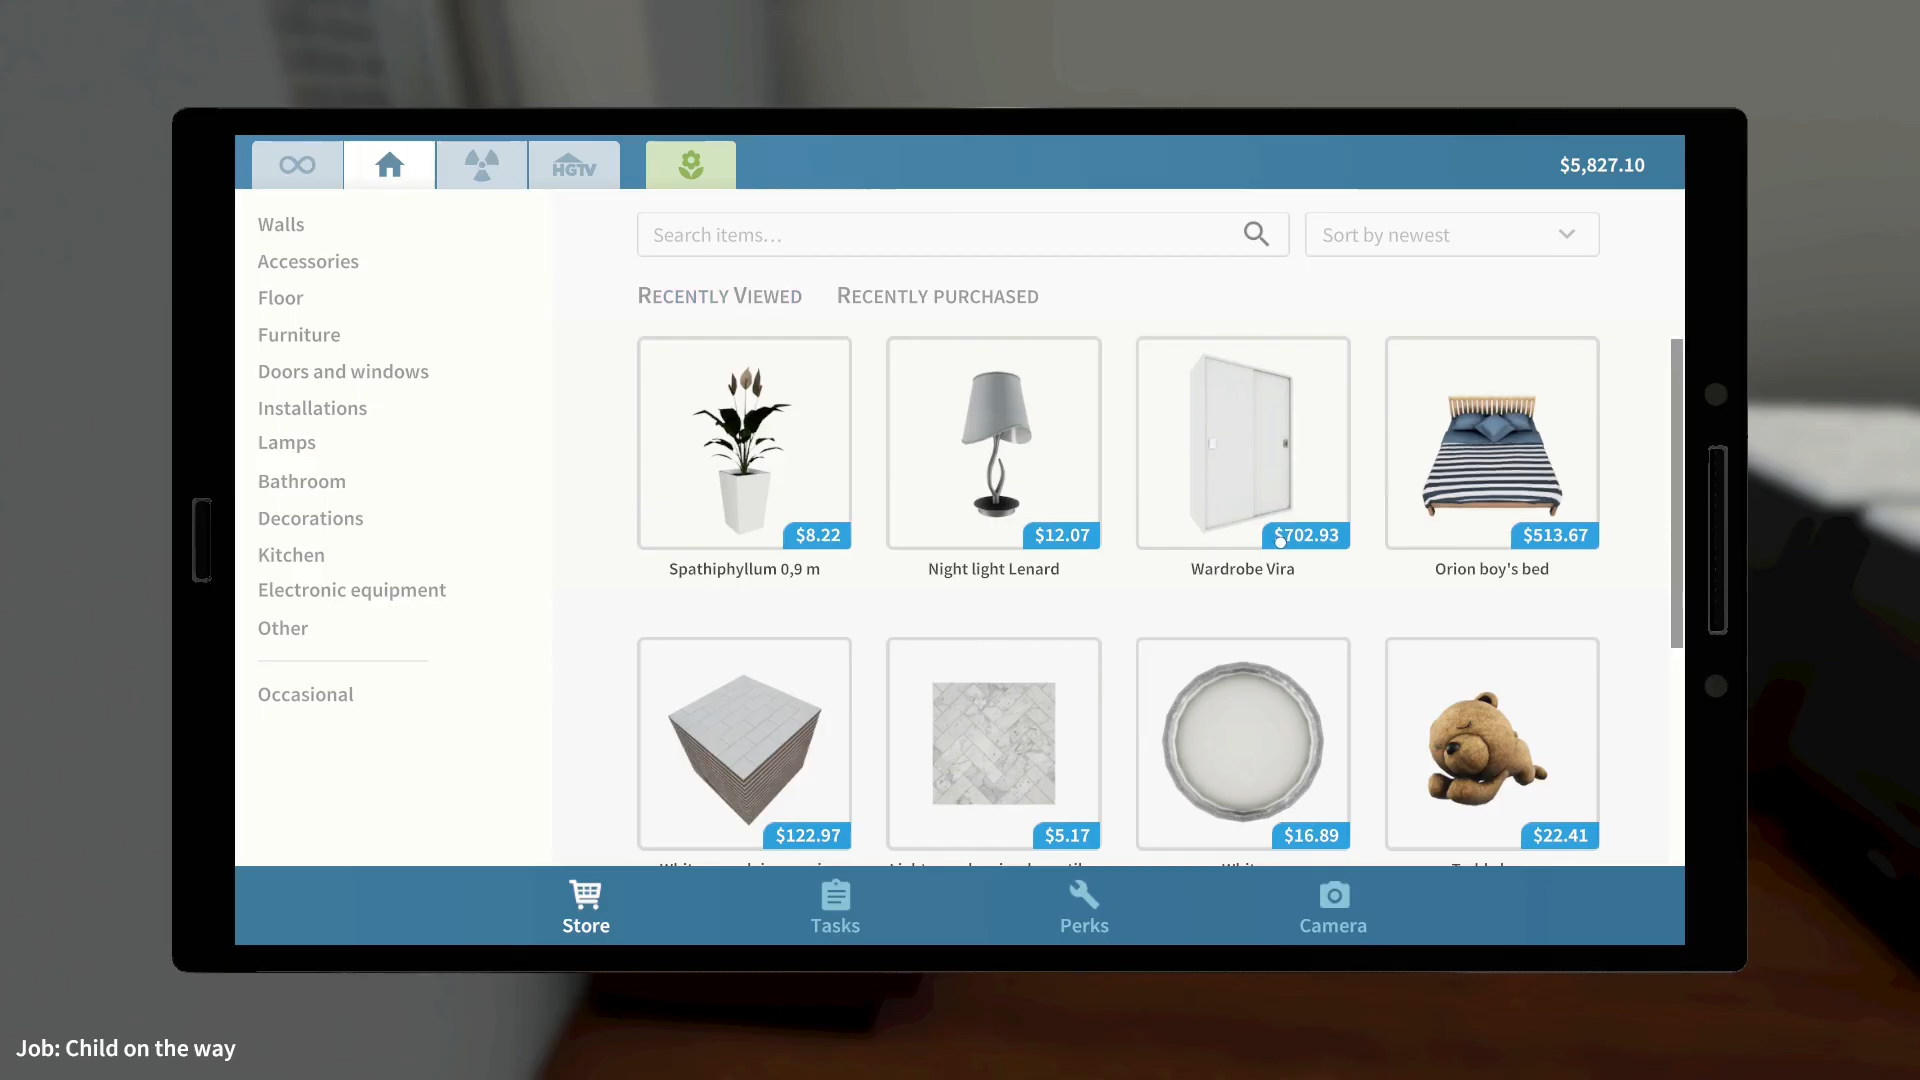 HGTV
$5,827.10
Walls
Accessories
Floor
Furniture
Doors and windows
Installations
Lamps
Bathroom
Decorations
Kitchen
Electronic equipment
Other
Occasional
Search items...
Sort by newest
RECENTLY VIEWED
RECENTLY PURCHASED
$8.22
$12.07
$702.93
$513.67
Spathiphyllum 0,9 m
Night light Lenard
Wardrobe Vira
Orion boy's bed
$122.97
$5.17
$16.89
$22.41
Store
Tasks
Perks
Camera
Job: Child on the way